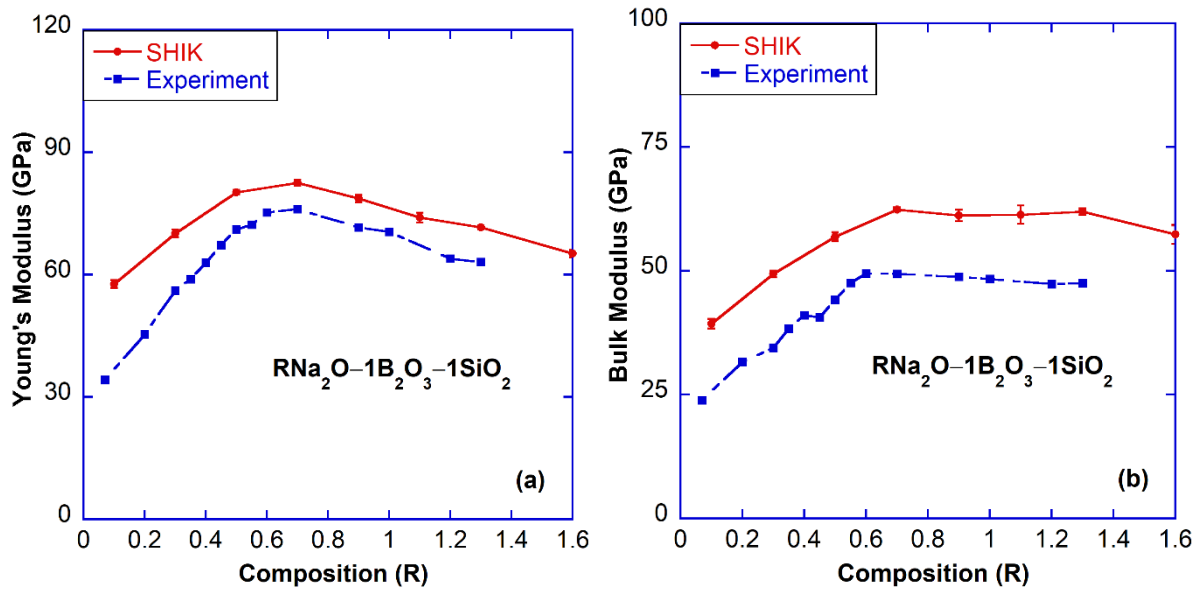 120
90
60
30
0
Young's Modulus (GPa)
SHIK
Experiment
RNa₂O–1B₂O₃–1SiO₂
(a)
0 0.2 0.4 0.6 0.8 1 1.2 1.4 1.6
Composition (R)
100
75
50
25
0
Bulk Modulus (GPa)
SHIK
Experiment
RNa₂O–1B₂O₃–1SiO₂
(b)
0 0.2 0.4 0.6 0.8 1 1.2 1.4 1.6
Composition (R)